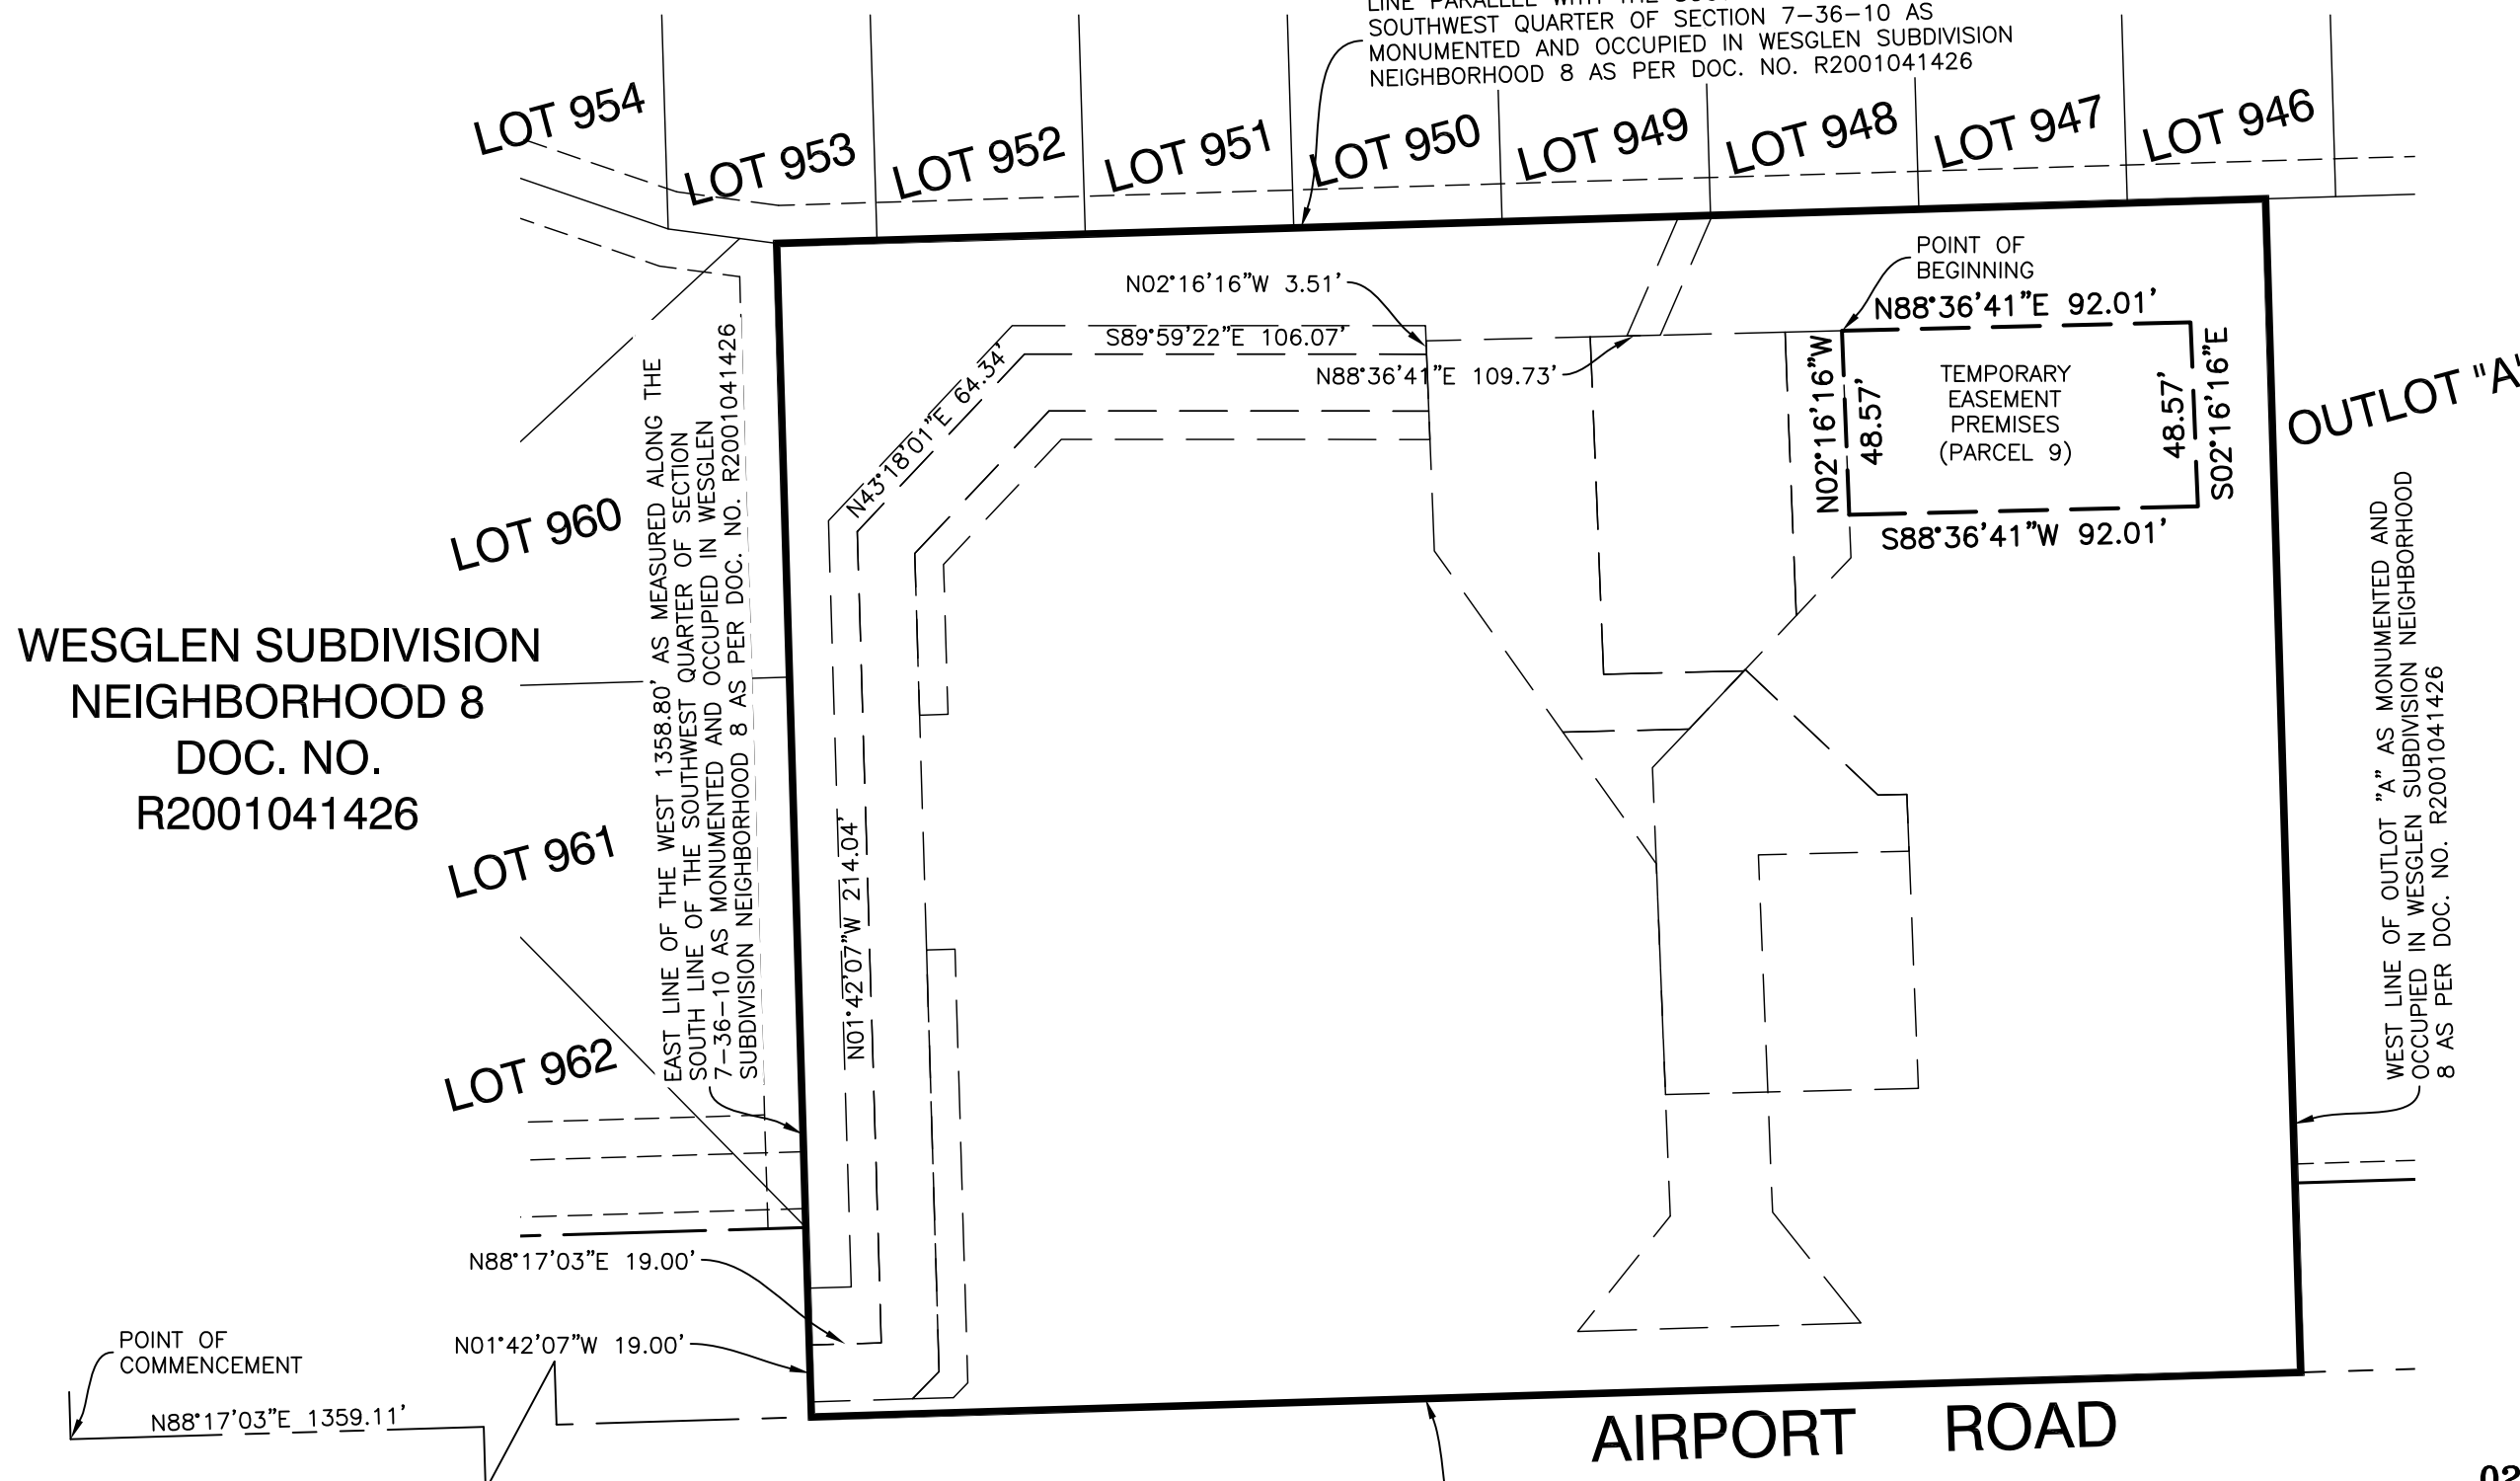 SOUTHWEST QUARTER OF SECTION 7-36-10 AS
MONUMENTED AND OCCUPIED IN WESGLEN SUBDIVISION
NEIGHBORHOOD 8 AS PER DOC. NO. R2001041426
LOT 954
LOT 953
LOT 952
LOT 951
LOT 950
LOT 949
LOT 948
LOT 947
LOT 946
POINT OF
BEGINNING
N02°16'16"W 3.51'
N88°36'41"E 92.01'
S89°59'22"E 106.07'
N88°36'41"E 109.73'
N43°18'01"E 64.34'
N02°16'16"W
48.57'
TEMPORARY
EASEMENT
PREMISES
(PARCEL 9)
48.57'
S02°16'16"E
S88°36'41"W 92.01'
OUTLOT "A"
LOT 960
WESGLEN SUBDIVISION
NEIGHBORHOOD 8
DOC. NO.
R2001041426
LOT 961
LOT 962
EAST LINE OF THE WEST 1358.80' AS MEASURED ALONG THE
SOUTH LINE OF THE SOUTHWEST QUARTER OF SECTION
7-36-10 AS MONUMENTED AND OCCUPIED IN WESGLEN
SUBDIVISION NEIGHBORHOOD 8 AS PER DOC. NO. R2001041426
N01°42'07"W 214.04'
WEST LINE OF OUTLOT "A" AS MONUMENTED AND
OCCUPIED IN WESGLEN SUBDIVISION NEIGHBORHOOD
8 AS PER DOC. NO. R2001041426
N88°17'03"E 19.00'
N01°42'07"W 19.00'
POINT OF
COMMENCEMENT
N88°17'03"E 1359.11'
AIRPORT ROAD